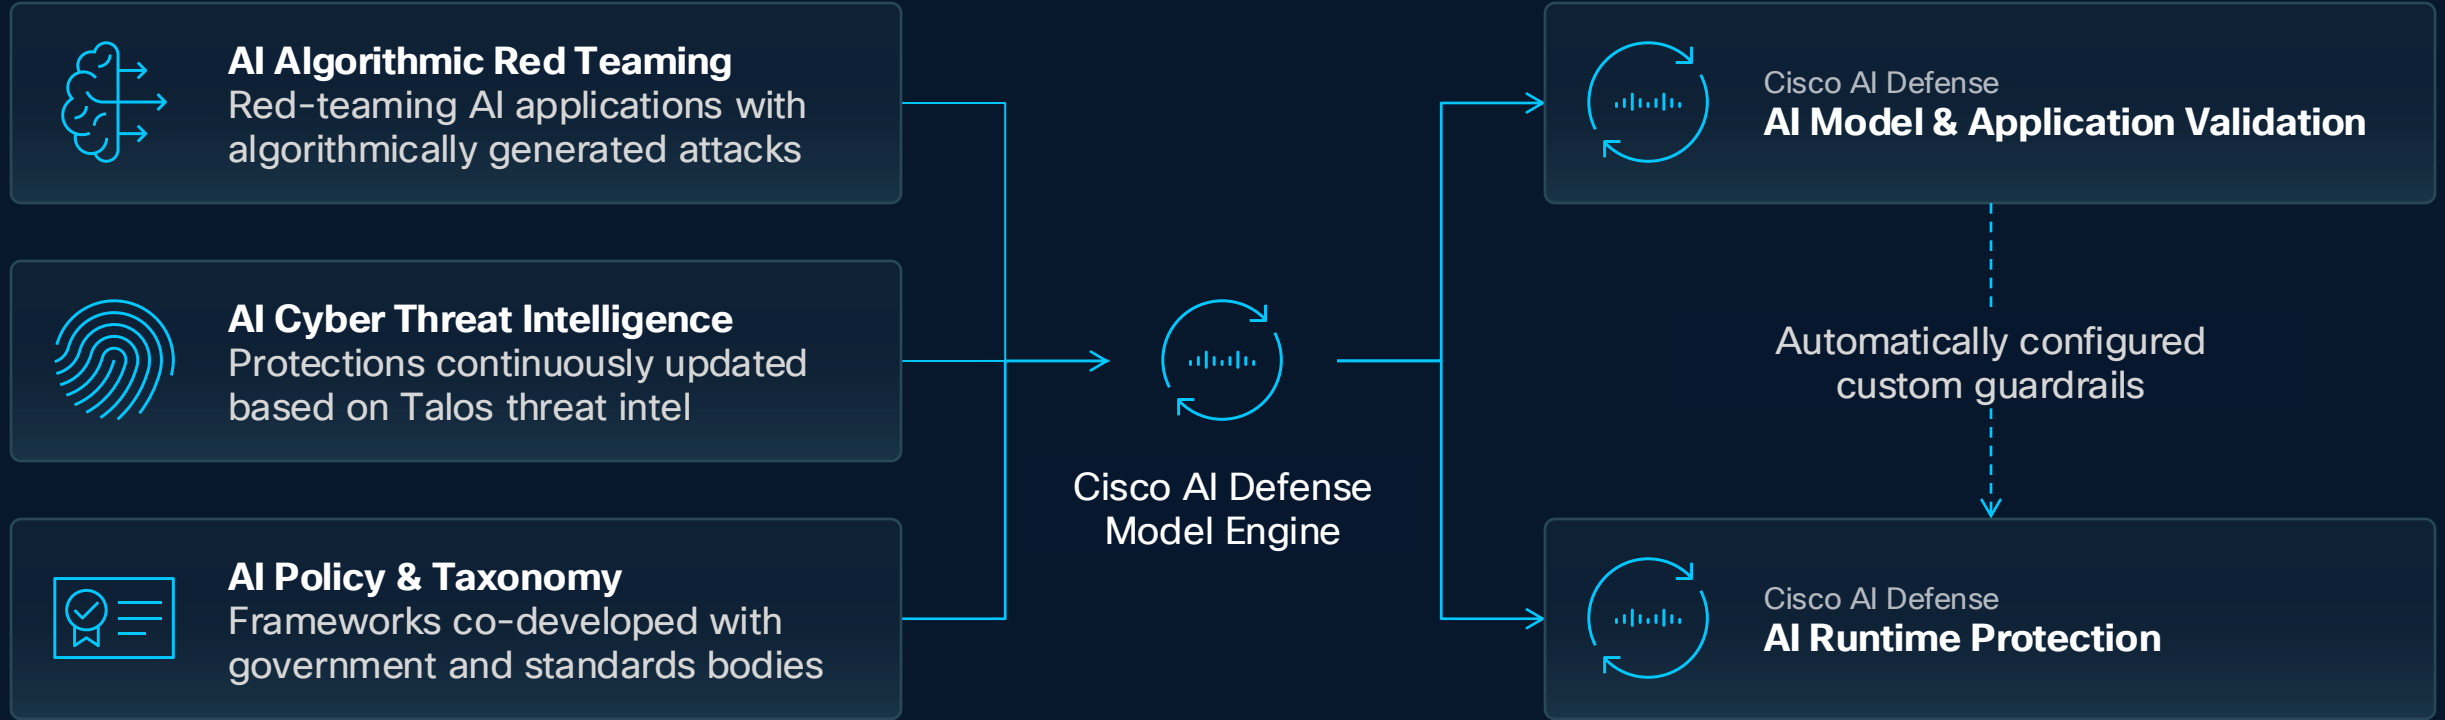 AI Algorithmic Red Teaming
Red-teaming AI applications with
algorithmically generated attacks
AI Cyber Threat Intelligence
Protections continuously updated
based on Talos threat intel
AI Policy & Taxonomy
Frameworks co-developed with
government and standards bodies
Cisco AI Defense
Model Engine
Cisco AI Defense
AI Model & Application Validation
Automatically configured
custom guardrails
Cisco AI Defense
AI Runtime Protection